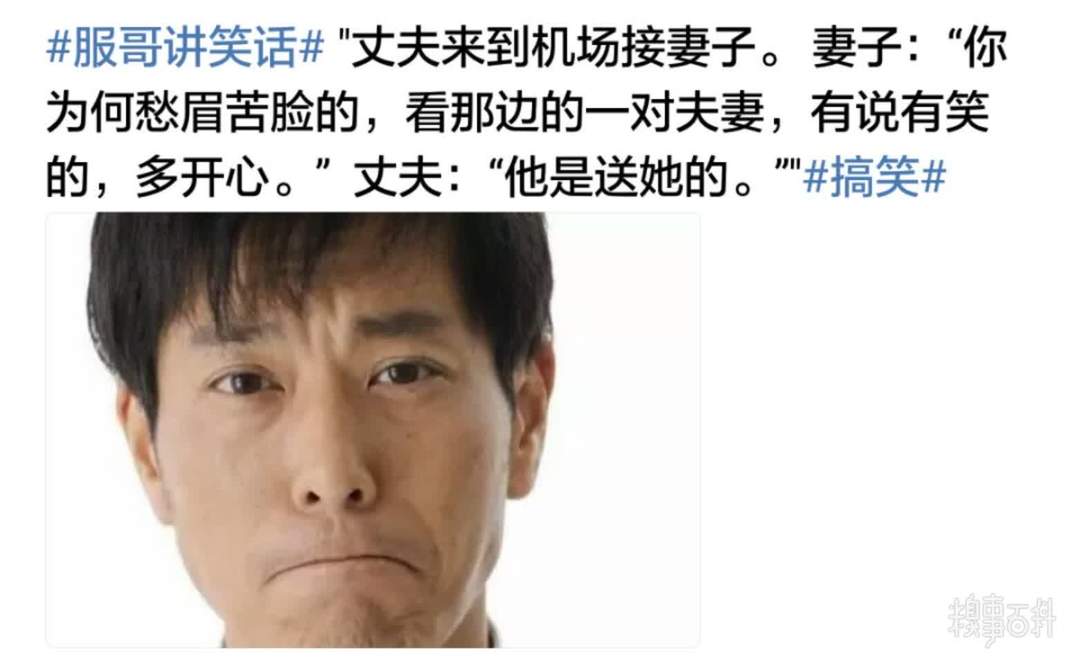 #服哥讲笑话# "丈夫来到机场接妻子。 妻子：“你
为何愁眉苦脸的，看那边的一对夫妻，有说有笑
的，多开心。” 丈夫：“他是送她的。”"#搞笑#
糗事百科